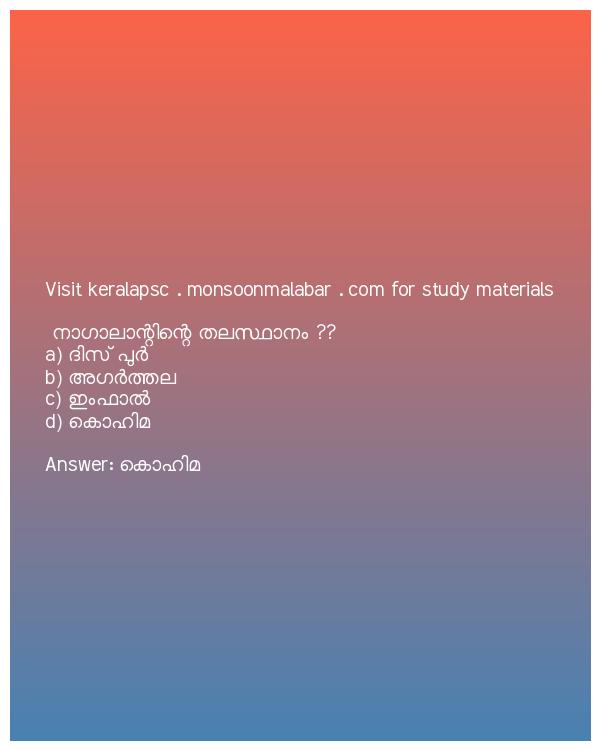 Visit keralapsc . monsoonmalabar . com for study materials
നാഗാലാന്റിന്റെ തലസ്ഥാനം ??
a) ദിസ് പൂർ
b) അഗർത്തല
c) ഇംഫാൽ
d) കൊഹിമ
Answer: കൊഹിമ